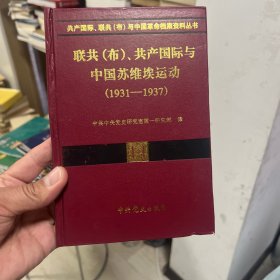 共产国际、联共(布)与中国革命档案资料丛书
联共(布)、共产国际与
中国苏维埃运动
(1931—1937)
中共中央党史研究室第一研究部 译
中共党史出版社